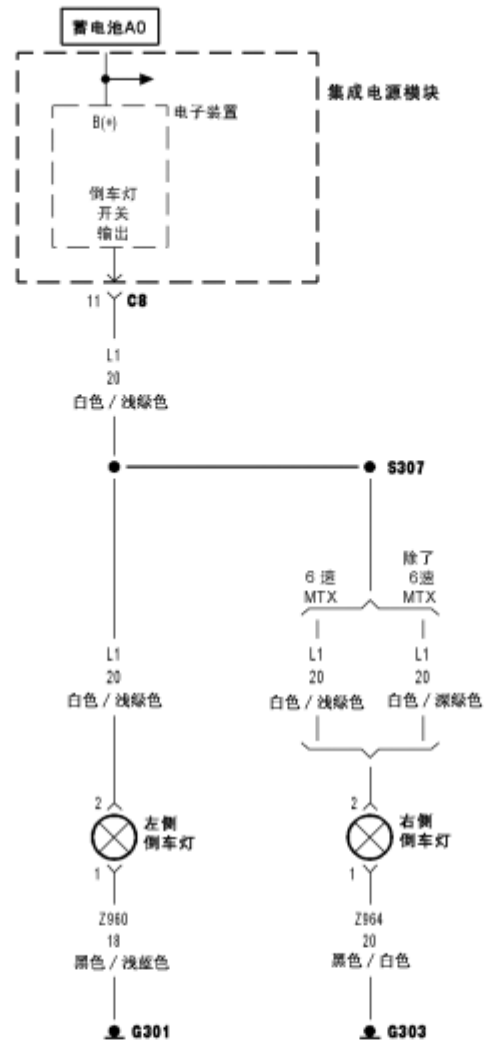 蓄电池A0
集成电源模块
电子装置
B(+)
倒车灯
开关
输出
11 C8
L1
20
白色 / 浅绿色
S307
6 速
MTX
除了
6速
MTX
L1
20
白色 / 浅绿色
L1
20
白色 / 浅绿色
L1
20
白色 / 深绿色
2
左侧
倒车灯
1
2
右侧
倒车灯
1
Z960
18
黑色 / 浅蓝色
Z964
20
黑色 / 白色
G301
G303